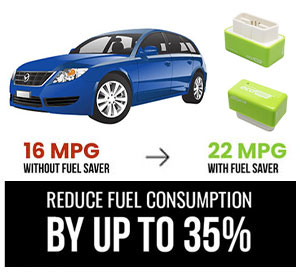 16 MPG
WITHOUT FUEL SAVER
22 MPG
WITH FUEL SAVER
REDUCE FUEL CONSUMPTION
BY UP TO 35%